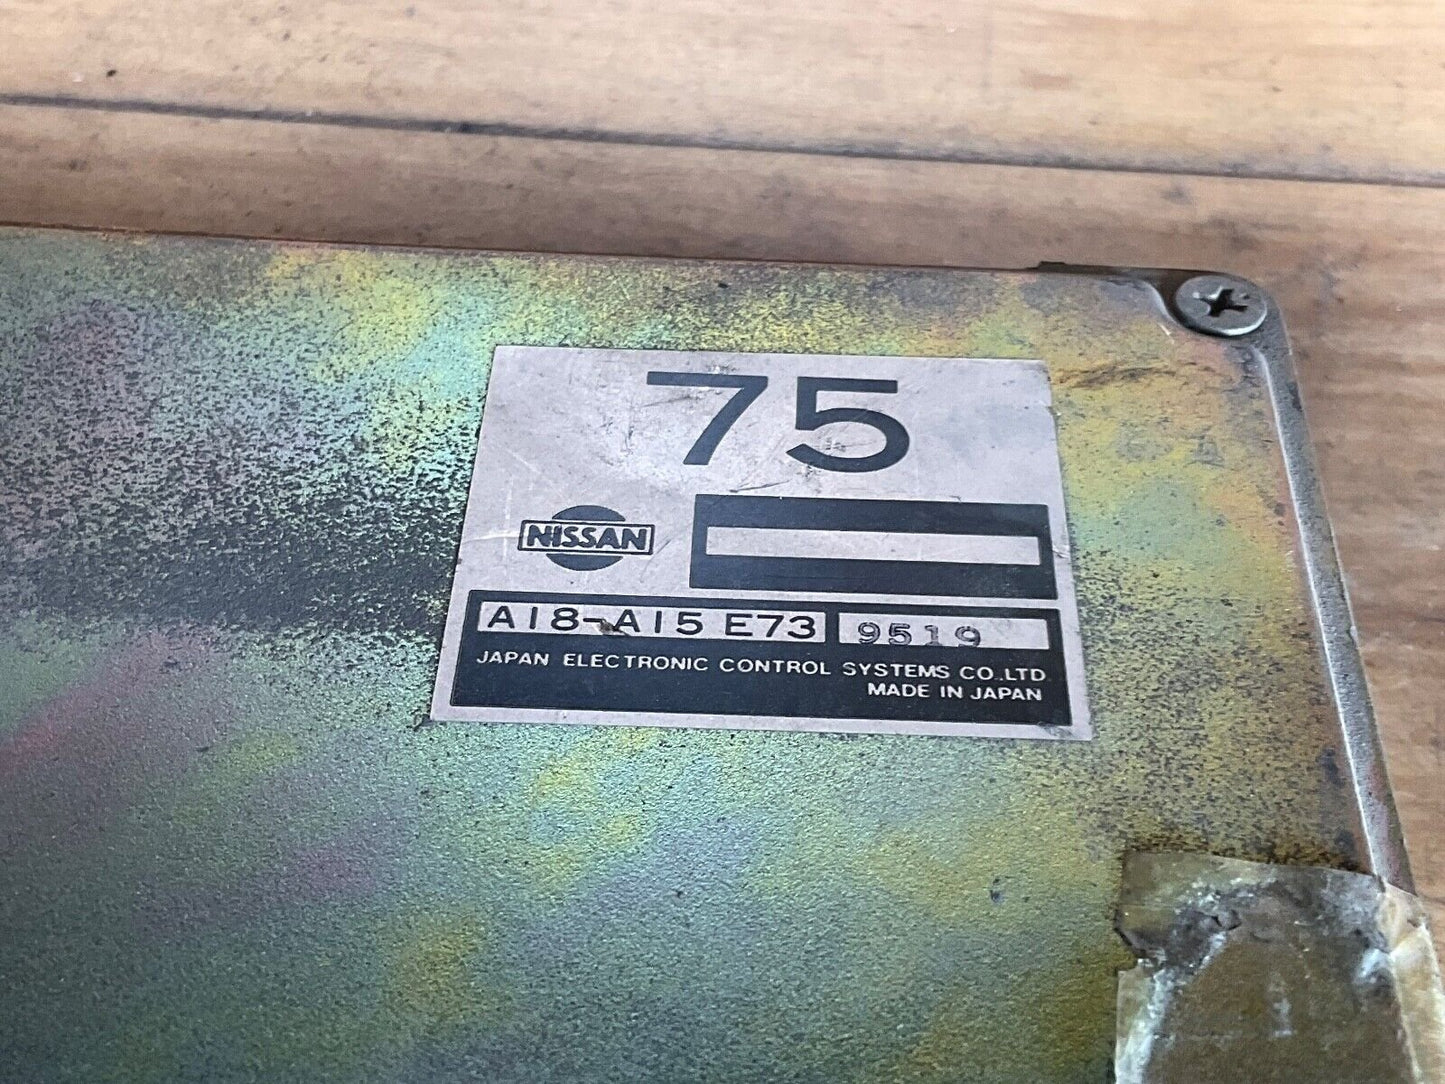 75
NISSAN
A18-A15 E73 9519
JAPAN ELECTRONIC CONTROL SYSTEMS CO.,LTD
MADE IN JAPAN